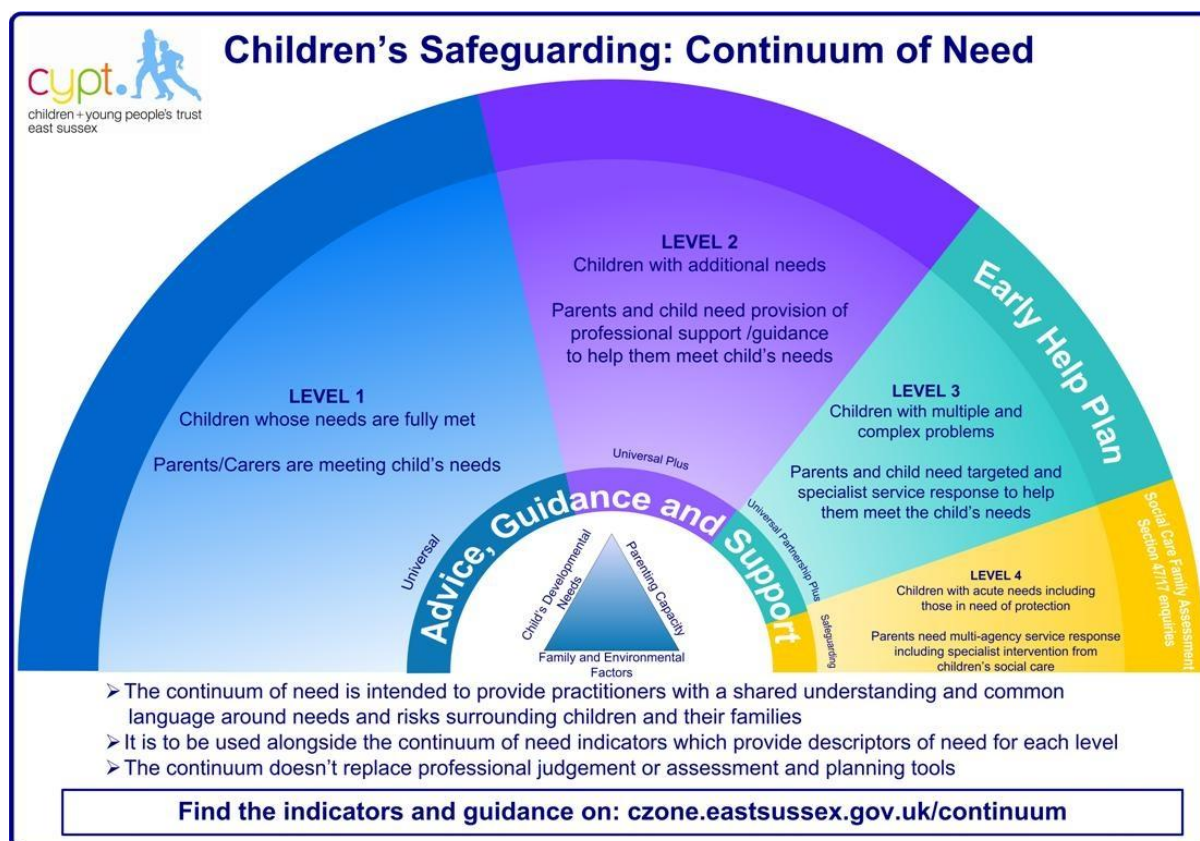 Children's Safeguarding: Continuum of Need
cypt.
children + young people's trust
east sussex
LEVEL 1
Children whose needs are fully met
Parents/Carers are meeting child's needs
LEVEL 2
Children with additional needs
Parents and child need provision of
professional support /guidance
to help them meet child's needs
LEVEL 3
Children with multiple and
complex problems
Parents and child need targeted and
specialist service response to help
them meet the child's needs
Early Help Plan
LEVEL 4
Children with acute needs including
those in need of protection
Parents need multi-agency service response
including specialist intervention from
children's social care
Social Care Family Assessment
Section 47/17 enquiries
Universal
Universal Plus
Universal Partnership Plus
Safeguarding
Advice, Guidance and Support
Child's Developmental
Needs
Parenting Capacity
Family and Environmental
Factors
➢ The continuum of need is intended to provide practitioners with a shared understanding and common
language around needs and risks surrounding children and their families
➢ It is to be used alongside the continuum of need indicators which provide descriptors of need for each level
➢ The continuum doesn't replace professional judgement or assessment and planning tools
Find the indicators and guidance on: czone.eastsussex.gov.uk/continuum